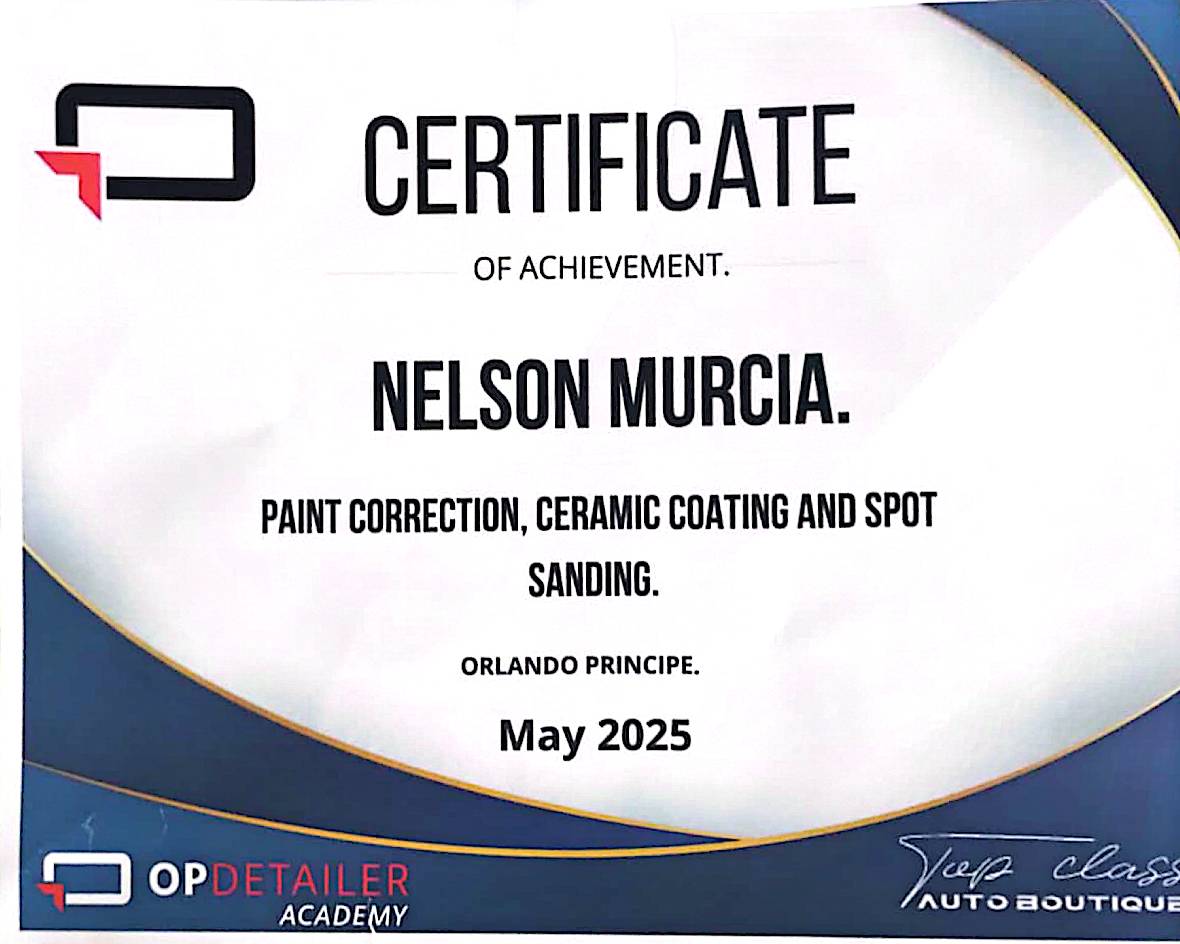 CERTIFICATE
OF ACHIEVEMENT.
NELSON MURCIA.
PAINT CORRECTION, CERAMIC COATING AND SPOT
SANDING.
ORLANDO PRINCIPE.
May 2025
OPDETAILER
ACADEMY
Top class
AUTO BOUTIQUE